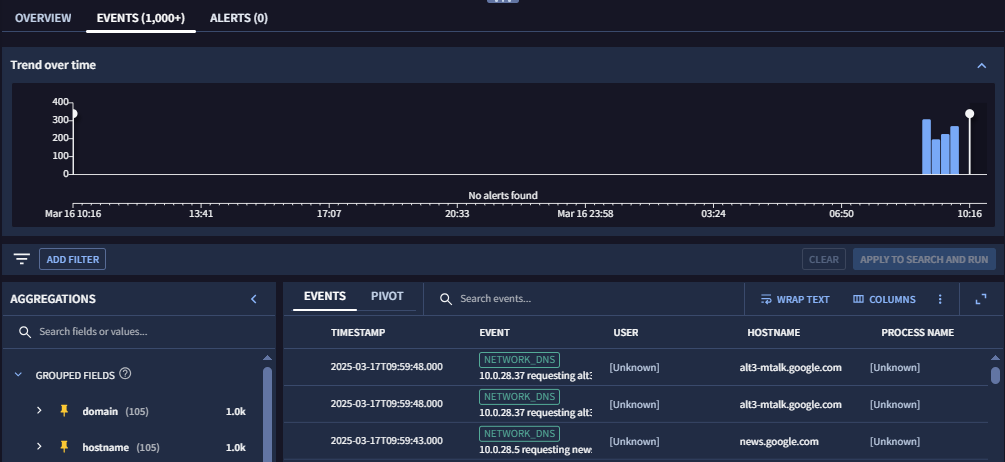 OVERVIEW EVENTS (1,000+) ALERTS (0)
Trend over time
400
300
200
100
0
No alerts found
Mar 16 10:16 13:41 17:07 20:33 Mar 16 23:58 03:24 06:50 10:16
ADD FILTER CLEAR APPLY TO SEARCH AND RUN
AGGREGATIONS
Search fields or values...
GROUPED FIELDS
domain (105) 1.0k
hostname (105) 1.0k
EVENTS PIVOT Search events... WRAP TEXT COLUMNS
TIMESTAMP EVENT USER HOSTNAME PROCESS NAME
NETWORK_DNS
2025-03-17T09:59:48.000 [Unknown] alt3-mtalk.google.com [Unknown]
10.0.28.37 requesting alt3
NETWORK_DNS
2025-03-17T09:59:48.000 [Unknown] alt3-mtalk.google.com [Unknown]
10.0.28.37 requesting alt3
NETWORK_DNS
2025-03-17T09:59:43.000 [Unknown] news.google.com [Unknown]
10.0.28.5 requesting news